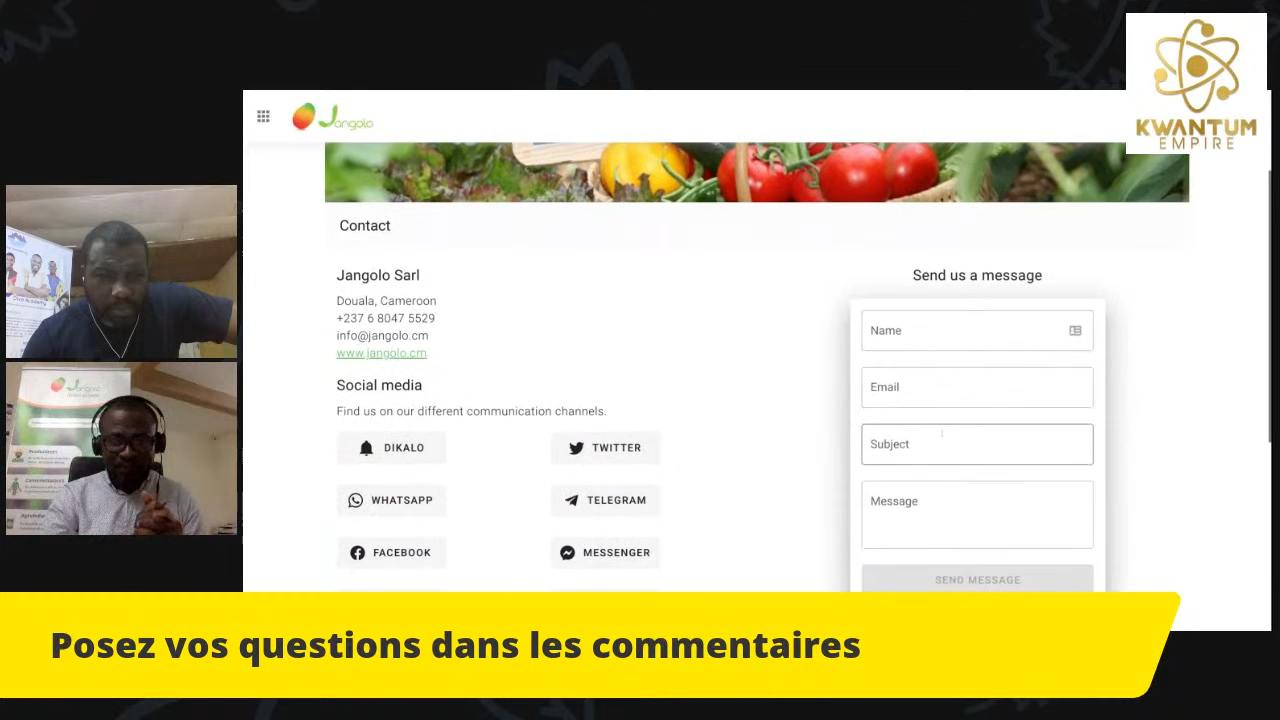 KWANTUM
EMPIRE
Jangolo
Contact
Jangolo Sarl
Douala, Cameroon
+237 6 8047 5529
info@jangolo.cm
www.jangolo.cm
Social media
Find us on our different communication channels.
DIKALO
TWITTER
WHATSAPP
TELEGRAM
FACEBOOK
MESSENGER
Send us a message
Name
Email
Subject
Message
SEND MESSAGE
Jangolo
Posez vos questions dans les commentaires